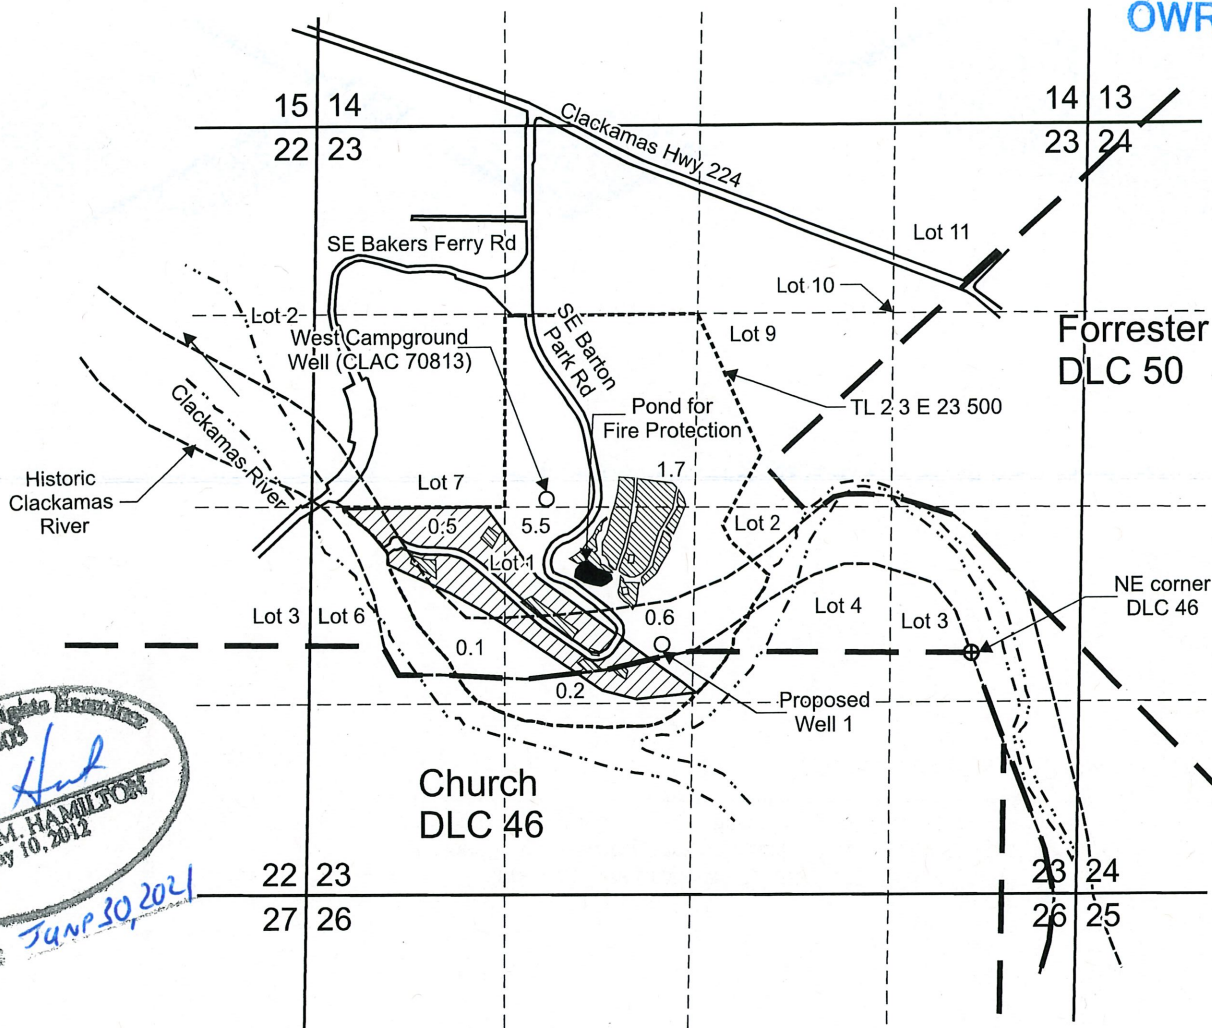 OWR
15 14
22 23
14 13
23 24
Clackamas Hwy 224
SE Bakers Ferry Rd
Lot 11
Lot 10
Lot 2
West Campground
Well (CLAC 70813)
SE Barton
Park Rd
Lot 9
Forrester
DLC 50
TL 2 3 E 23 500
Pond for
Fire Protection
Clackamas River
Historic
Clackamas
River
Lot 7
1.7
0.5
5.5
Lot 2
Lot 1
NE corner
DLC 46
Lot 3
Lot 6
0.6
Lot 4
Lot 3
0.1
0.2
Proposed
Well 1
Church
DLC 46
M. HAMILTON
10, 2012
JUNE 30, 2021
22 23
27 26
23 24
26 25